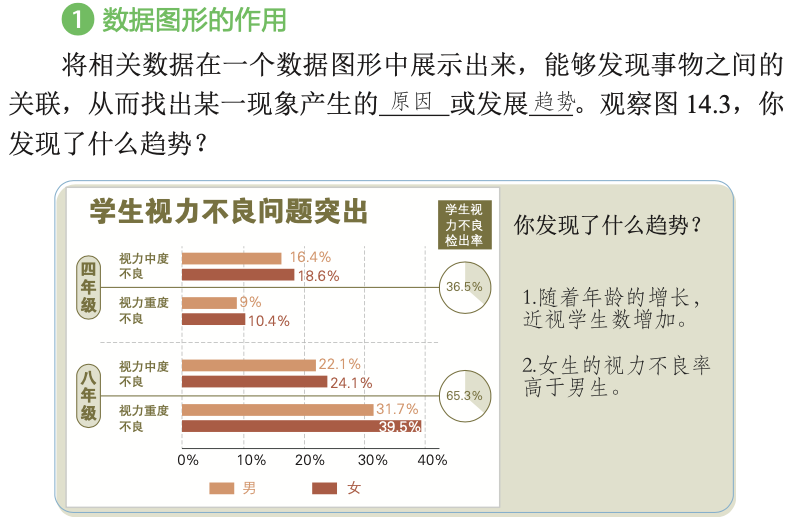 1 数据图形的作用
将相关数据在一个数据图形中展示出来，能够发现事物之间的
关联，从而找出某一现象产生的 原因 或发展 趋势。观察图 14.3，你
发现了什么趋势？
学生视力不良问题突出
学生视
力不良
检出率
你发现了什么趋势？
四年级
视力中度
不良
16.4%
18.6%
36.5%
视力重度
不良
9%
10.4%
1.随着年龄的增长，
近视学生数增加。
2.女生的视力不良率
高于男生。
八年级
视力中度
不良
22.1%
24.1%
65.3%
视力重度
不良
31.7%
39.5%
0% 10% 20% 30% 40%
男 女